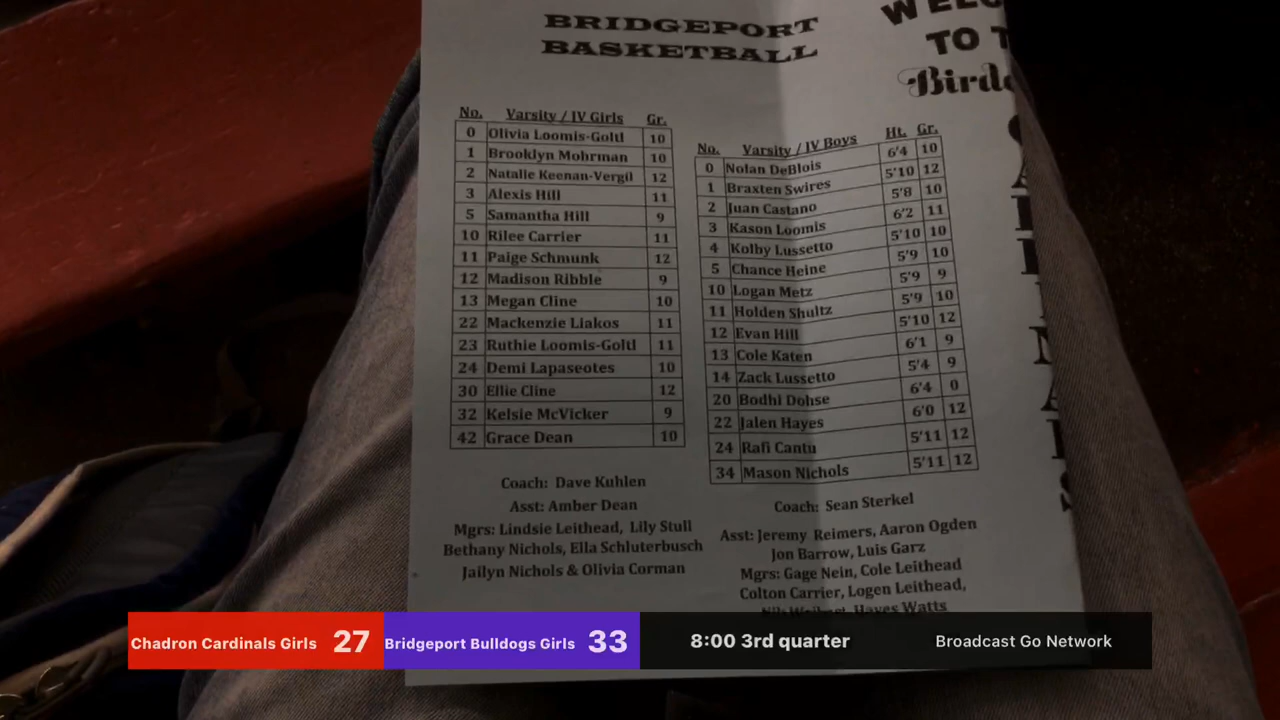 BRIDGEPORT
BASKETBALL
No. Varsity / JV Girls Gr.
0 Olivia Loomis-Goltl 10
1 Brooklyn Mohrman 10
2 Natalie Keenan-Vergil 12
3 Alexis Hill 11
5 Samantha Hill 9
10 Rilee Carrier 11
11 Paige Schmunk 12
12 Madison Ribble 9
13 Megan Cline 10
22 Mackenzie Liakos 11
23 Ruthie Loomis-Goltl 11
24 Demi Lapaseotes 10
30 Ellie Cline 12
32 Kelsie McVicker 9
42 Grace Dean 10
Coach: Dave Kuhlen
Asst: Amber Dean
Mgrs: Lindsie Leithead, Lily Stull
Bethany Nichols, Ella Schluterbusch
Jailyn Nichols & Olivia Corman
No. Varsity / JV Boys Ht. Gr.
0 Nolan DeBlois 6'4 10
1 Braxten Swires 5'10 12
2 Juan Castano 5'8 10
3 Kason Loomis 6'2 11
4 Kolby Lussetto 5'10 10
5 Chance Heine 5'9 10
10 Logan Metz 5'9 9
11 Holden Shultz 5'9 10
12 Evan Hill 5'10 12
13 Cole Katen 6'1 9
14 Zack Lussetto 5'4 9
20 Bodhi Dohse 6'4 0
22 Jalen Hayes 6'0 12
24 Rafi Cantu 5'11 12
34 Mason Nichols 5'11 12
Coach: Sean Sterkel
Asst: Jeremy Reimers, Aaron Ogden
Jon Barrow, Luis Garz
Mgrs: Gage Nein, Cole Leithead
Colton Carrier, Logen Leithead,
Hayes Watts
WELC
TO T
Birdc
Chadron Cardinals Girls 27 Bridgeport Bulldogs Girls 33 8:00 3rd quarter Broadcast Go Network